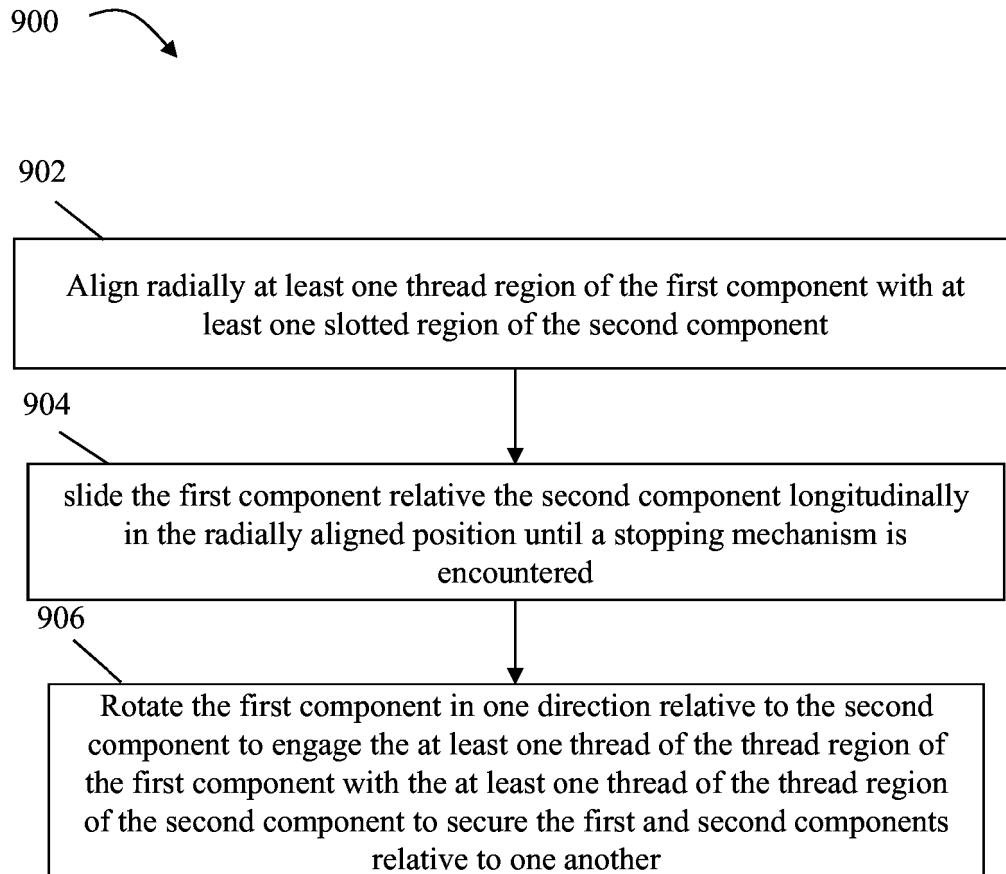 900
902
Align radially at least one thread region of the first component with at
least one slotted region of the second component
904
slide the first component relative the second component longitudinally
in the radially aligned position until a stopping mechanism is
encountered
906
Rotate the first component in one direction relative to the second
component to engage the at least one thread of the thread region of
the first component with the at least one thread of the thread region
of the second component to secure the first and second components
relative to one another